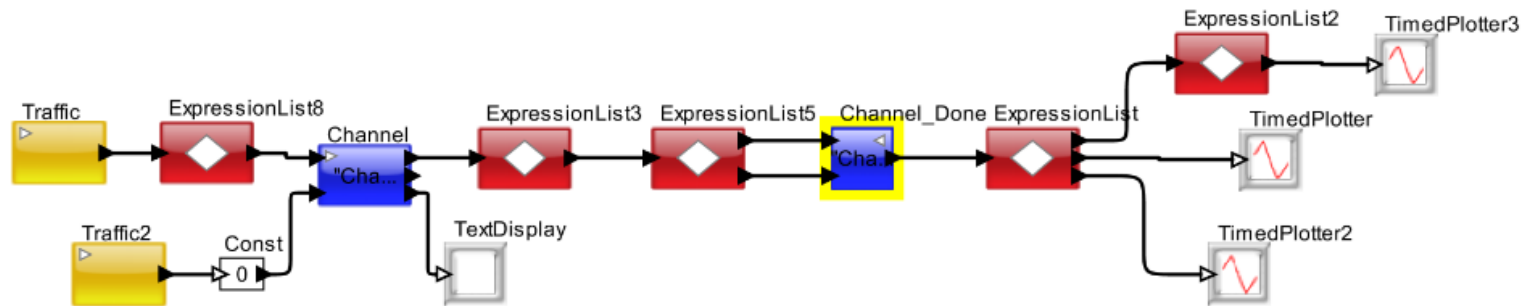 ExpressionList2
TimedPlotter3
Traffic
ExpressionList8
Channel
"Cha...
ExpressionList3
ExpressionList5
Channel_Done
"Cha...
ExpressionList
TimedPlotter
Traffic2
Const
0
TextDisplay
TimedPlotter2